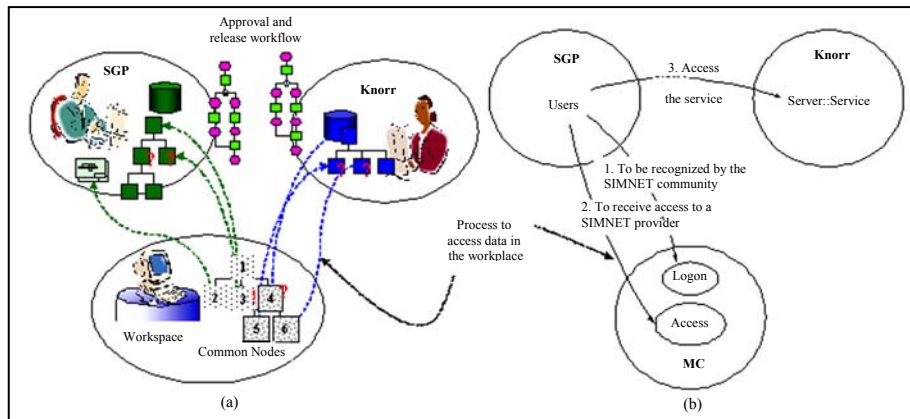 Approval and
release workflow
SGP
Knorr
1
2
3
4
5
6
Workspace
Common Nodes
(a)
Process to
access data in
the workplace
SGP
Users
3. Access
the service
Knorr
Server::Service
1. To be recognized by the
SIMNET community
2. To receive access to a
SIMNET provider
Logon
Access
MC
(b)